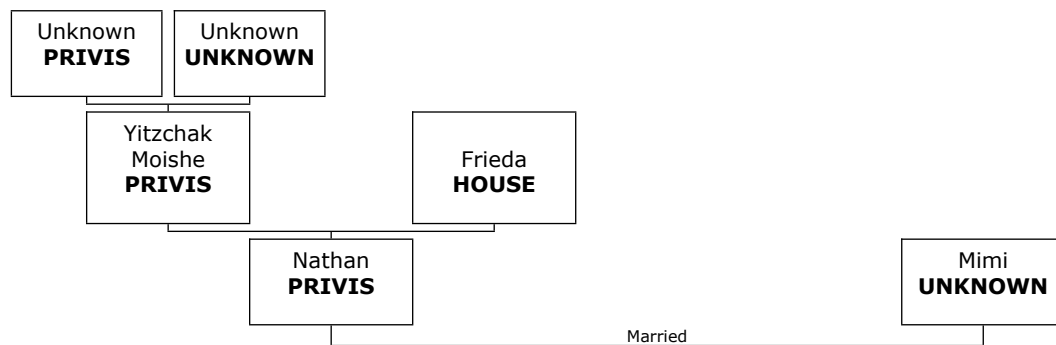 Unknown
PRIVIS
Unknown
UNKNOWN
Yitzchak
Moishe
PRIVIS
Frieda
HOUSE
Nathan
PRIVIS
Mimi
UNKNOWN
Married